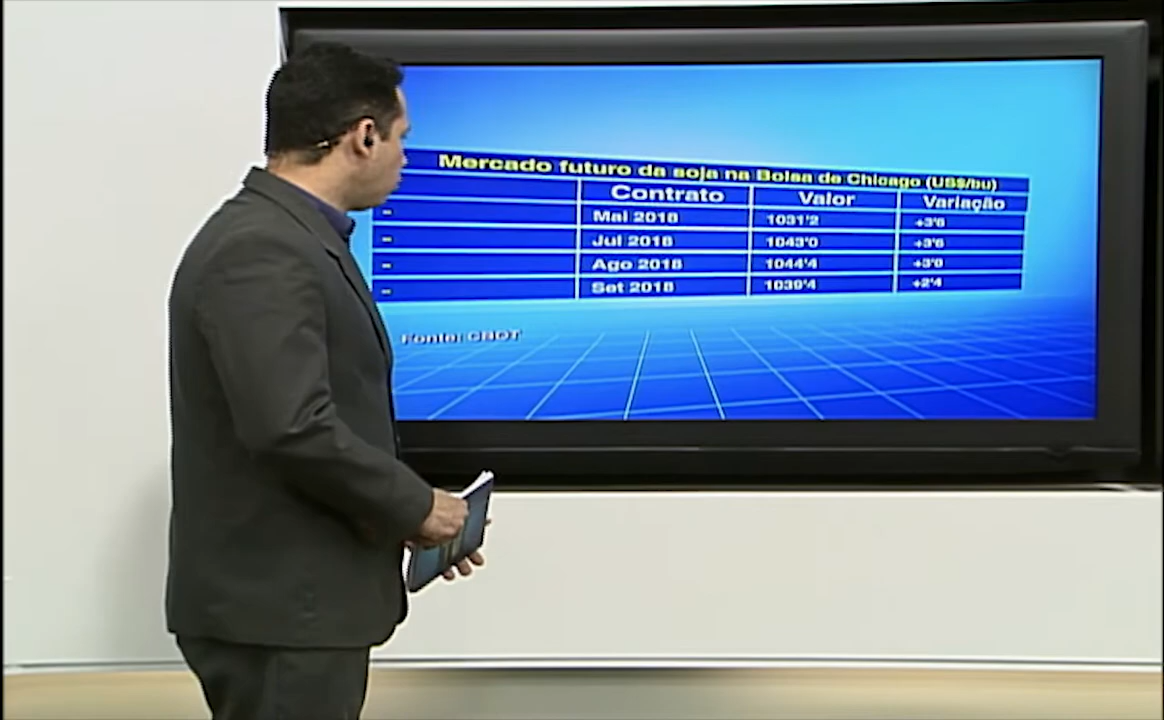 Mercado futuro da soja na Bolsa de Chicago (US$/bu)
Contrato Valor Variação
- Mai 2018 1031'2 +3'6
- Jul 2018 1043'0 +3'6
- Ago 2018 1044'4 +3'0
- Set 2018 1039'4 +2'4
Fonte: CBOT